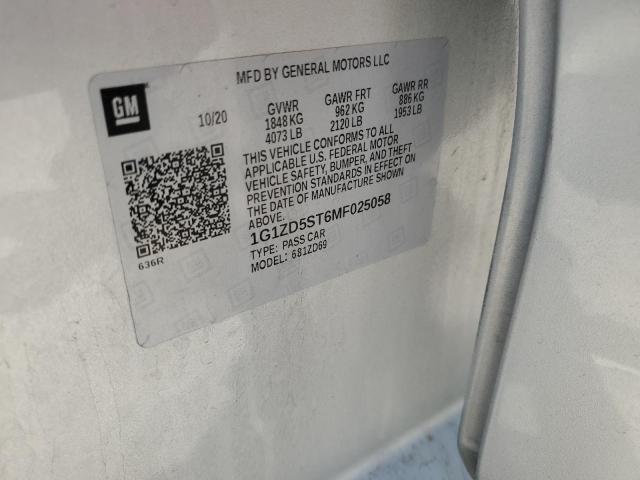 MFD BY GENERAL MOTORS LLC
GM
10/20
GVWR
1848 KG
4073 LB
GAWR FRT
962 KG
2120 LB
GAWR RR
886 KG
1953 LB
THIS VEHICLE CONFORMS TO ALL
APPLICABLE U.S. FEDERAL MOTOR
VEHICLE SAFETY, BUMPER, AND THEFT
PREVENTION STANDARDS IN EFFECT ON
THE DATE OF MANUFACTURE SHOWN
ABOVE.
1G1ZD5ST6MF025058
TYPE: PASS CAR
MODEL: 681ZD69
636R